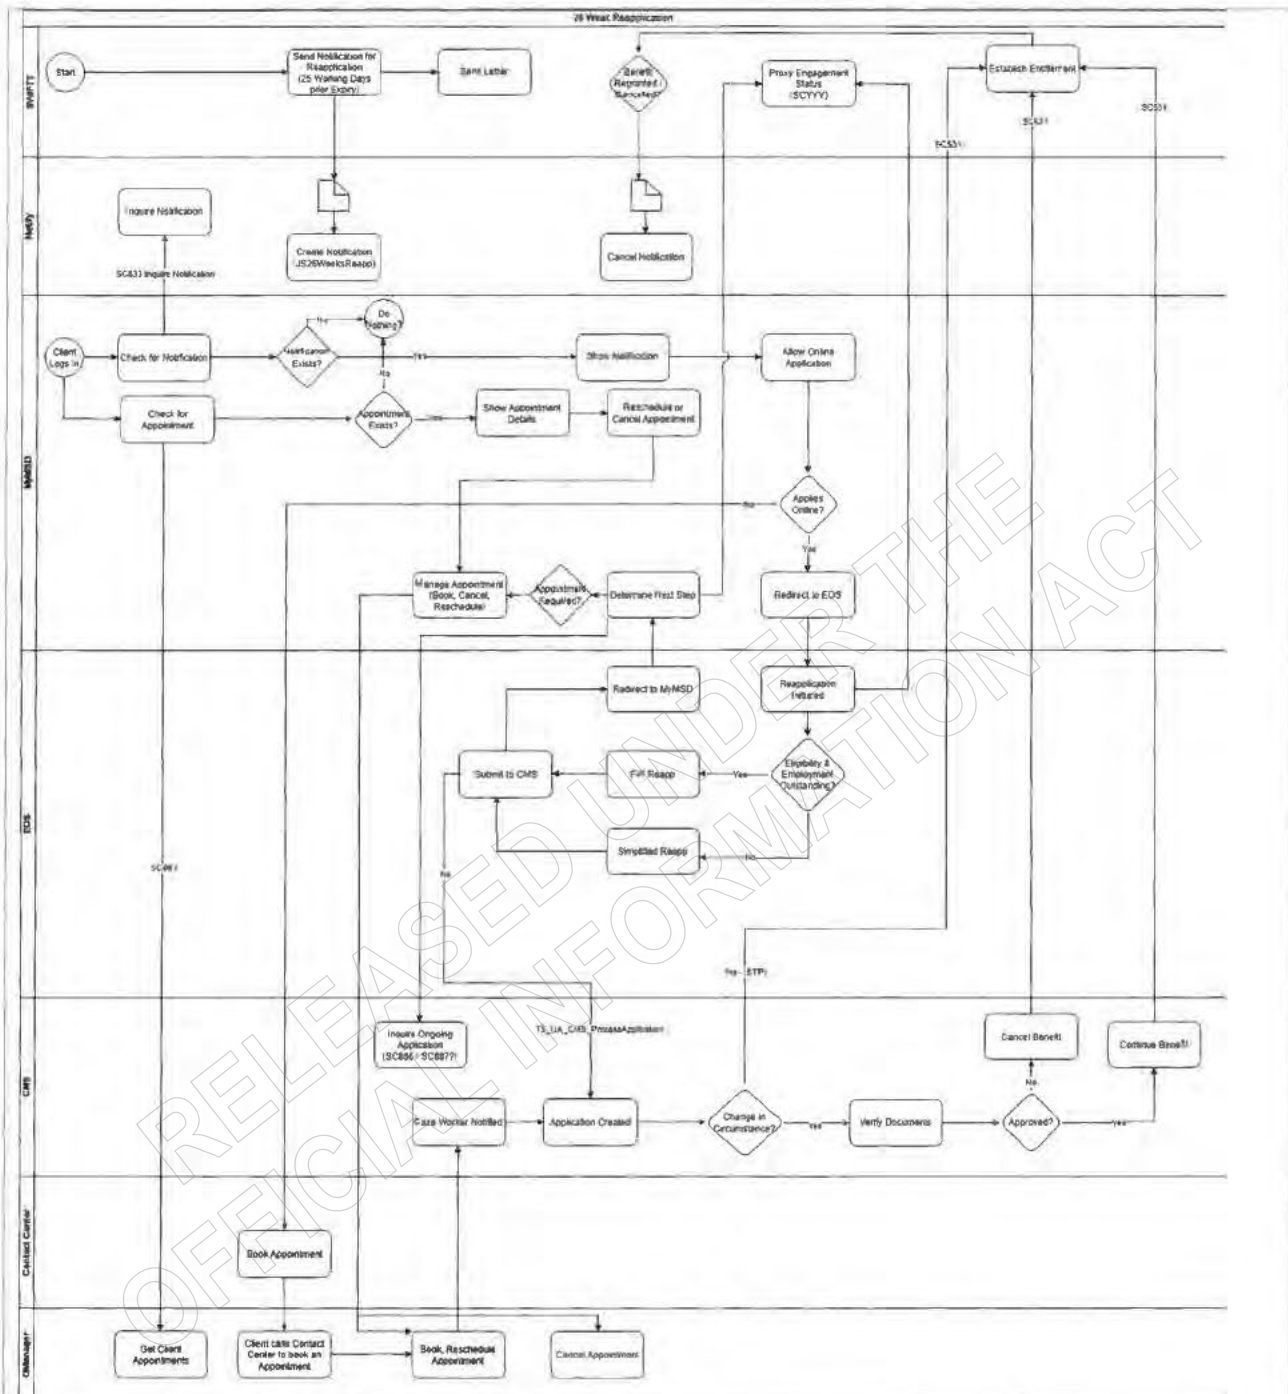 26 Week Reapplication
SWIFTT
Start
Send Notification for
Reapplication
(25 Working Days
prior Expiry)
Sent Letter
Benefit
Regranted /
Cancelled?
Proxy Engagement
Status
(SCYYV)
Establish Entitlement
SC531
SC531
SC531
Notify
Inquire Notification
SC833 Inquire Notification
Create Notification
(JS26WeeksReapp)
Cancel Notification
MyMSD
Client
Logs In
Check for Notification
Notification
Exists?
No
Do
Nothing?
Yes
Show Notification
Allow Online
Application
Check for
Appointment
Appointment
Exists?
No
Yes
Show Appointment
Details
Reschedule or
Cancel Appointment
Applies
Online?
No
Yes
Manage Appointment
(Book, Cancel,
Reschedule)
Appointment
Required?
Determine Next Step
Redirect to EOS
EOS
Redirect to MyMSD
Reapplication
Initiated
Submit to CMS
Full Reapp
Yes
Eligibility &
Employment
Outstanding?
Simplified Reapp
No
No
CMS
Inquire Ongoing
Application
(SC886 / SC887?)
TS_UA_CMS_ProcessApplication
Cancel Benefit
Continue Benefit
Case Worker Notified
Application Created
Change in
Circumstance?
Yes
Verify Documents
Approved?
No
Yes
Contact Center
Book Appointment
QManager
Get Client
Appointments
Client calls Contact
Center to book an
Appointment
Book, Reschedule
Appointment
Cancel Appointment
RELEASED UNDER THE
OFFICIAL INFORMATION ACT